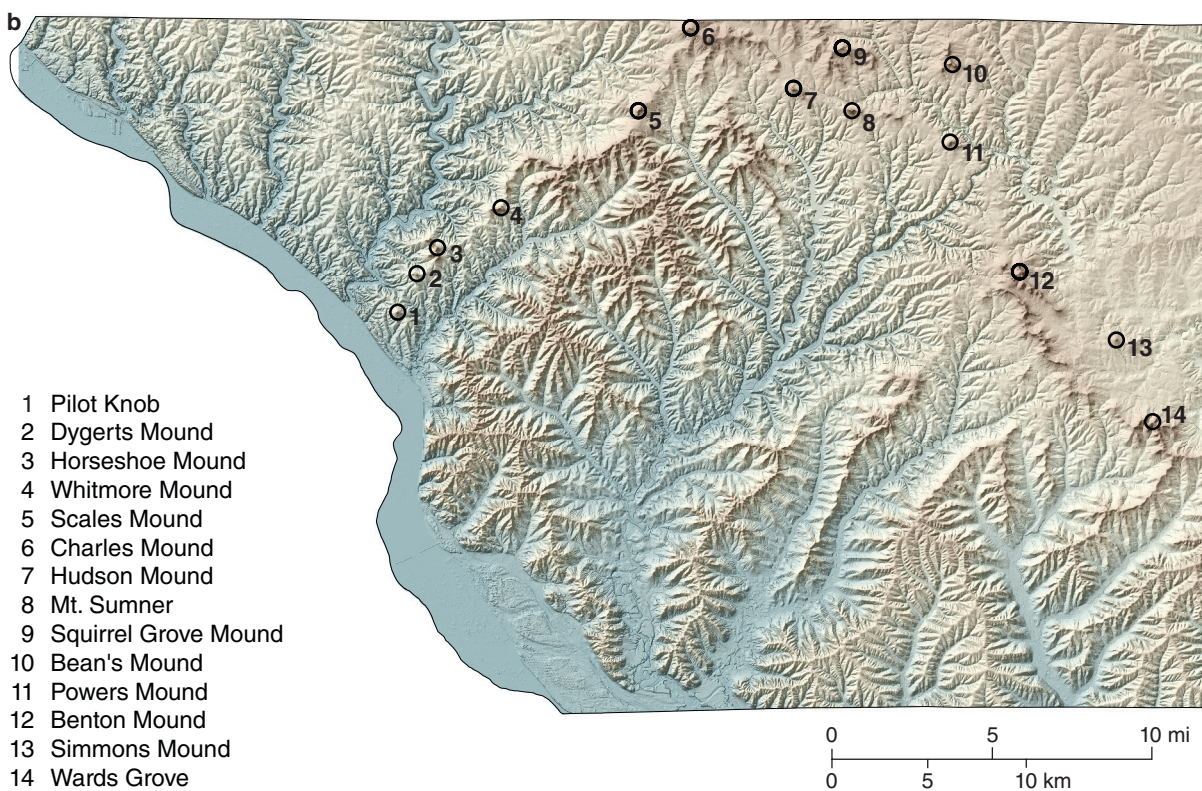 b
6
9
10
7
5
8
11
4
3
2
12
1
13
14
1 Pilot Knob
2 Dygerts Mound
3 Horseshoe Mound
4 Whitmore Mound
5 Scales Mound
6 Charles Mound
7 Hudson Mound
8 Mt. Sumner
9 Squirrel Grove Mound
10 Bean's Mound
11 Powers Mound
12 Benton Mound
13 Simmons Mound
14 Wards Grove
0 5 10 mi
0 5 10 km